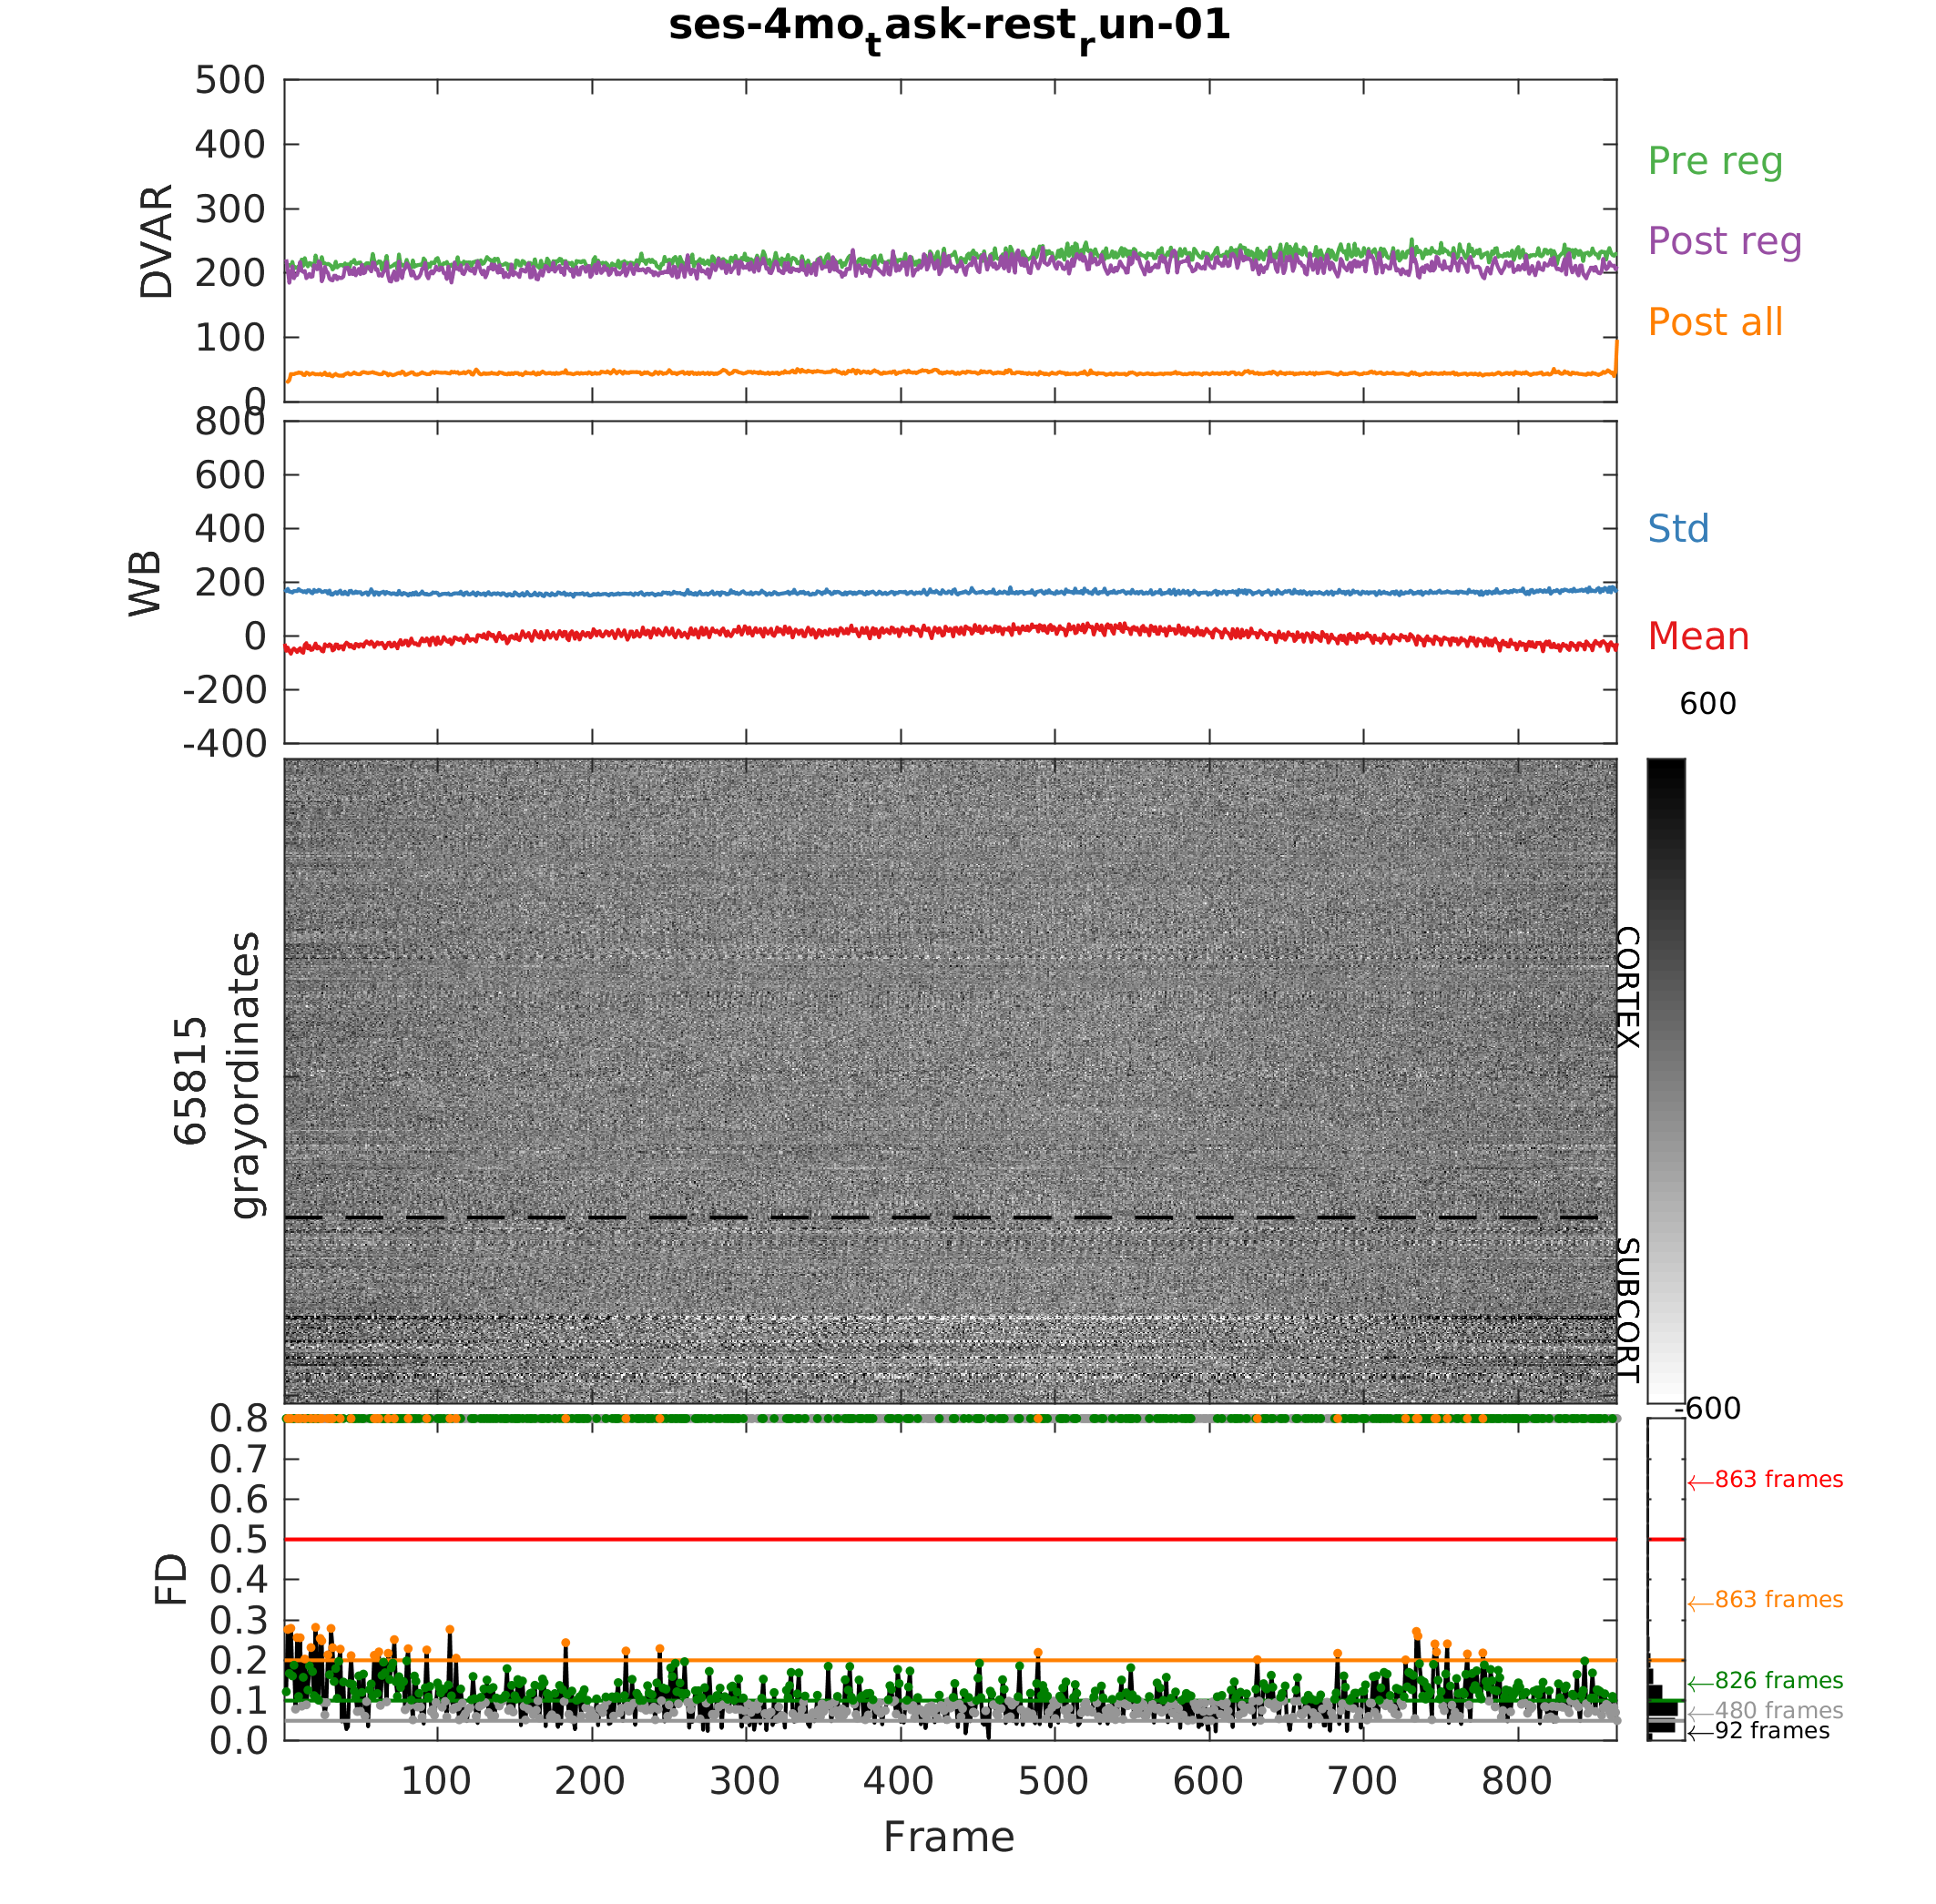 ses-4mo_task-rest_run-01
500
400
300
200
100
0
DVAR
Pre reg
Post reg
Post all
800
600
400
200
0
-200
-400
WB
Std
Mean
600
65815
grayordinates
CORTEX
SUBCORT
-600
0.8
0.7
0.6
0.5
0.4
0.3
0.2
0.1
0.0
FD
←863 frames
←863 frames
←826 frames
←480 frames
←92 frames
100 200 300 400 500 600 700 800
Frame